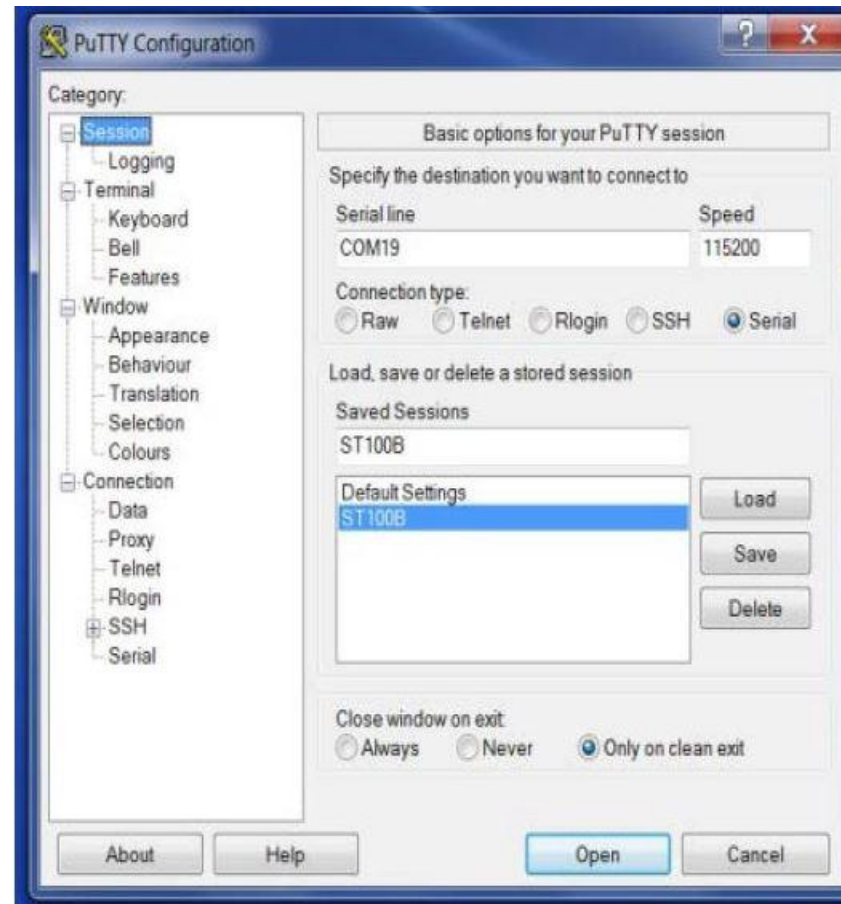 PuTTY Configuration
? X
Category:
Session
Logging
Terminal
Keyboard
Bell
Features
Window
Appearance
Behaviour
Translation
Selection
Colours
Connection
Data
Proxy
Telnet
Rlogin
SSH
Serial
Basic options for your PuTTY session
Specify the destination you want to connect to
Serial line Speed
COM19 115200
Connection type:
Raw Telnet Rlogin SSH Serial
Load, save or delete a stored session
Saved Sessions
ST100B
Default Settings
ST100B
Load
Save
Delete
Close window on exit:
Always Never Only on clean exit
About Help Open Cancel